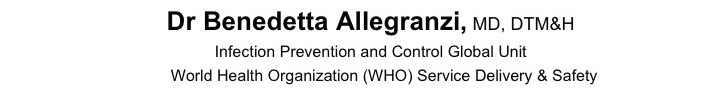 Dr Benedetta Allegranzi, MD, DTM&H
Infection Prevention and Control Global Unit
World Health Organization (WHO) Service Delivery & Safety